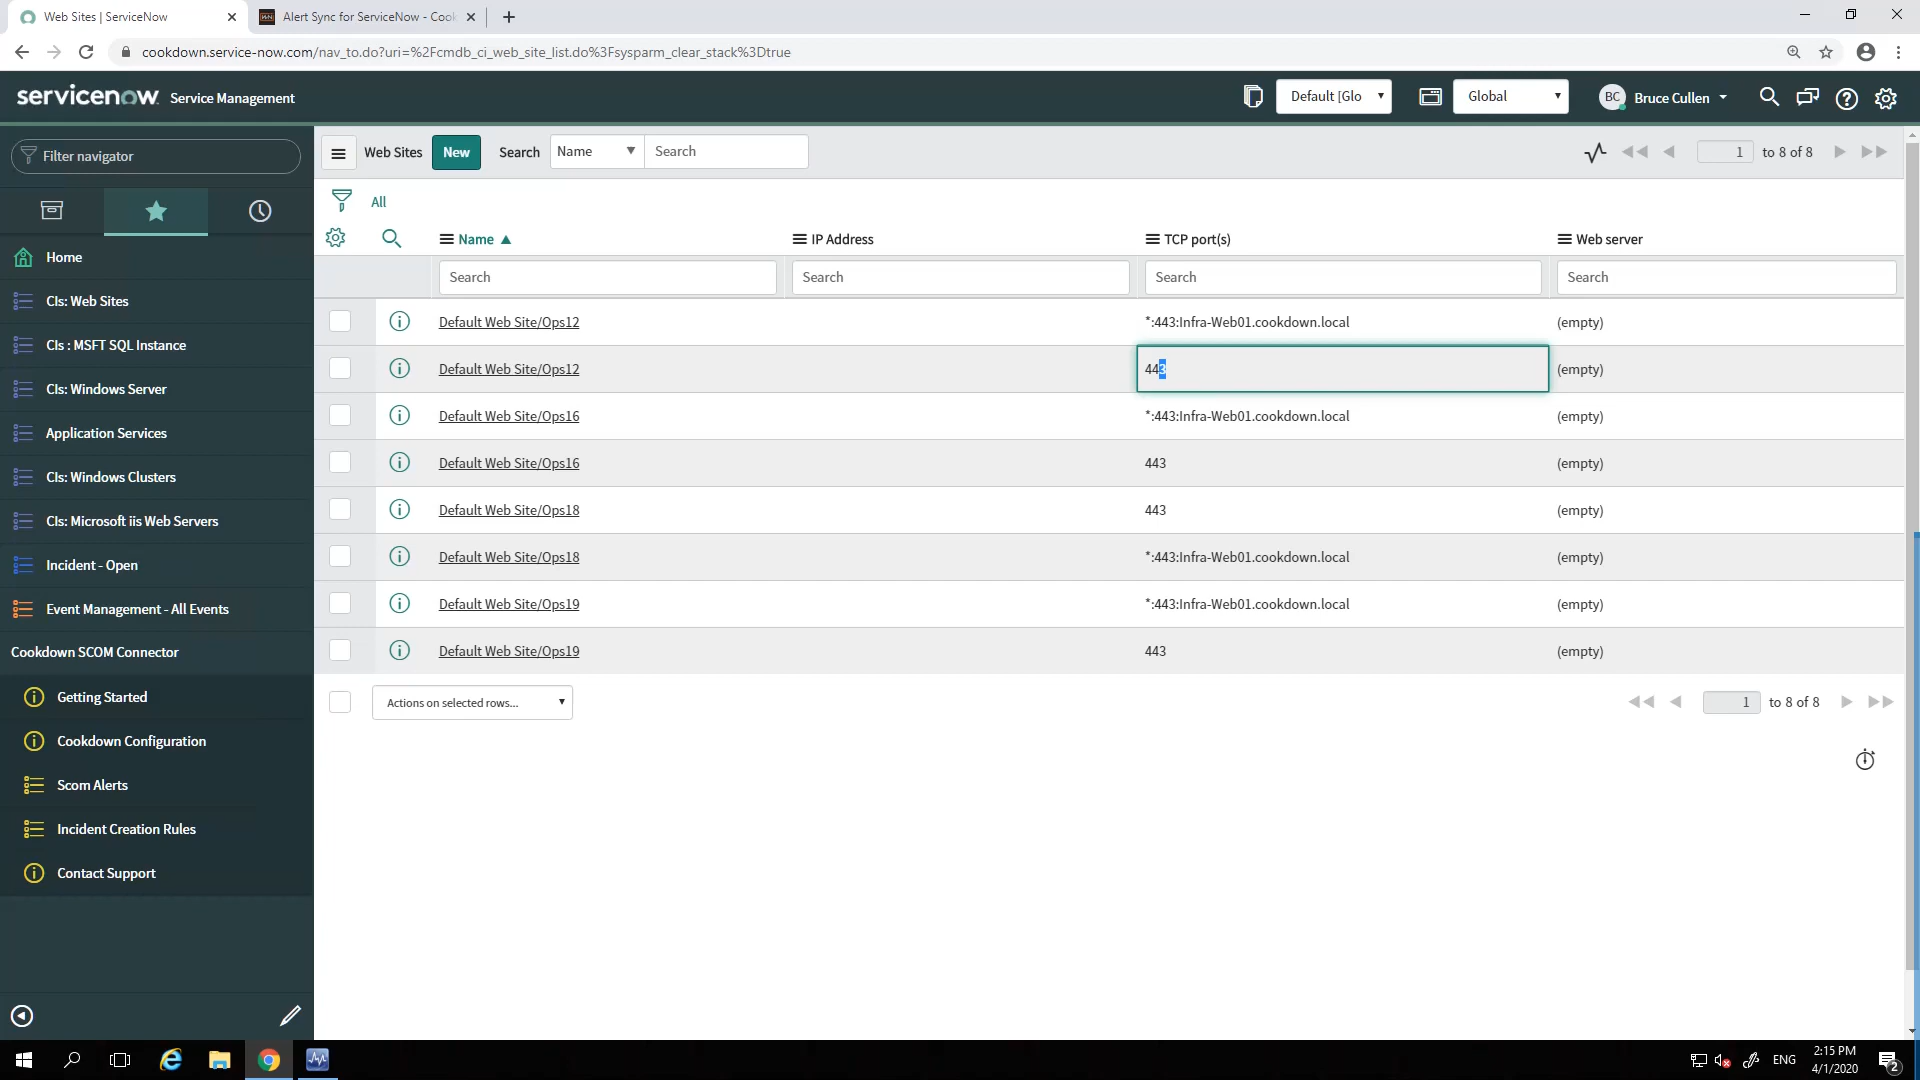 Web Sites | ServiceNow
Alert Sync for ServiceNow - Cook
cookdown.service-now.com/nav_to.do?uri=%2Fcmdb_ci_web_site_list.do%3Fsysparm_clear_stack%3Dtrue
servicenow Service Management
Default [Glo
Global
BC Bruce Cullen
Filter navigator
Home
CIs: Web Sites
CIs : MSFT SQL Instance
CIs: Windows Server
Application Services
CIs: Windows Clusters
CIs: Microsoft iis Web Servers
Incident - Open
Event Management - All Events
Cookdown SCOM Connector
Getting Started
Cookdown Configuration
Scom Alerts
Incident Creation Rules
Contact Support
Web Sites New Search Name Search
1 to 8 of 8
All
Name IP Address TCP port(s) Web server
Search Search Search Search
Default Web Site/Ops12 *:443:Infra-Web01.cookdown.local (empty)
Default Web Site/Ops12 443 (empty)
Default Web Site/Ops16 *:443:Infra-Web01.cookdown.local (empty)
Default Web Site/Ops16 443 (empty)
Default Web Site/Ops18 443 (empty)
Default Web Site/Ops18 *:443:Infra-Web01.cookdown.local (empty)
Default Web Site/Ops19 *:443:Infra-Web01.cookdown.local (empty)
Default Web Site/Ops19 443 (empty)
Actions on selected rows...
1 to 8 of 8
ENG
2:15 PM
4/1/2020
2